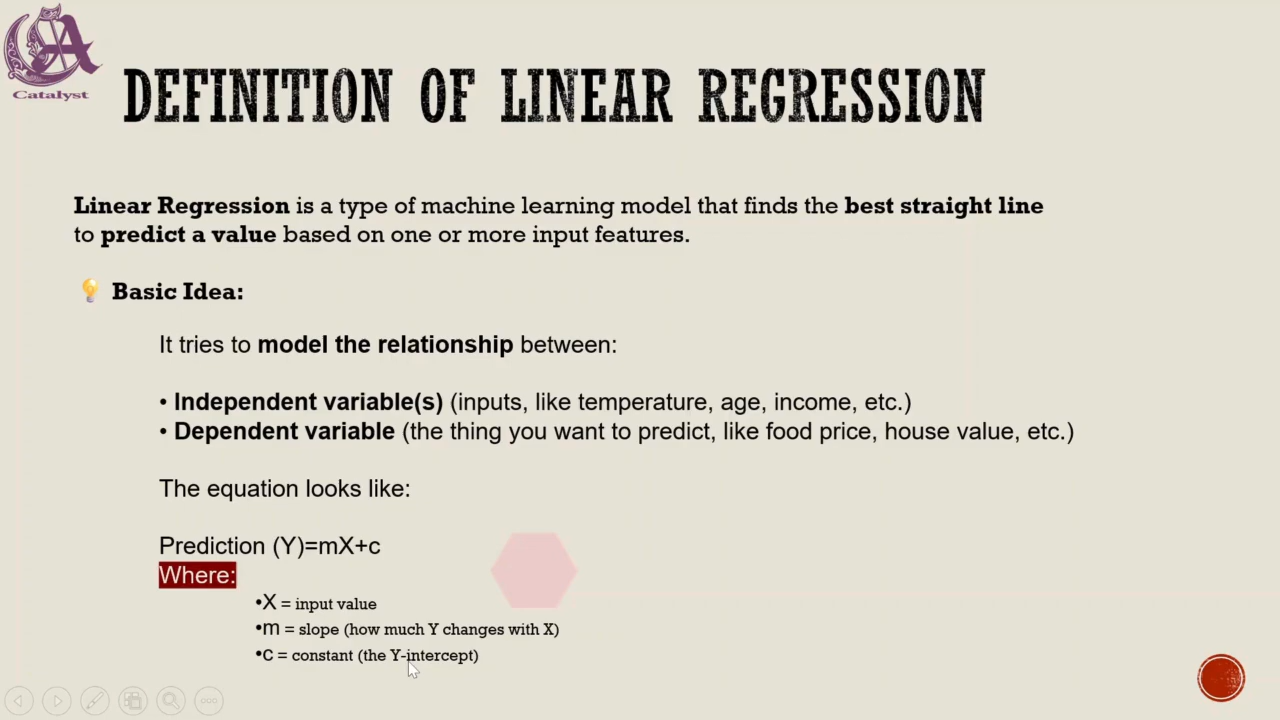 Catalyst
DEFINITION OF LINEAR REGRESSION
Linear Regression is a type of machine learning model that finds the best straight line
to predict a value based on one or more input features.
💡 Basic Idea:
It tries to model the relationship between:
• Independent variable(s) (inputs, like temperature, age, income, etc.)
• Dependent variable (the thing you want to predict, like food price, house value, etc.)
The equation looks like:
Prediction (Y)=mX+c
Where:
•X = input value
•m = slope (how much Y changes with X)
•c = constant (the Y-intercept)